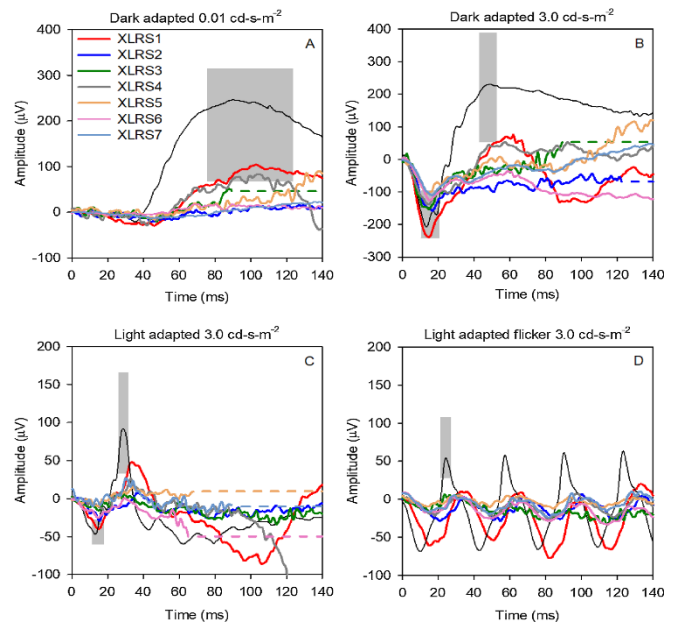 Dark adapted 0.01 cd-s-m⁻²
A
XLRS1
XLRS2
XLRS3
XLRS4
XLRS5
XLRS6
XLRS7
400
300
200
100
0
-100
Amplitude (µV)
0 20 40 60 80 100 120 140
Time (ms)
Dark adapted 3.0 cd-s-m⁻²
B
400
300
200
100
0
-100
-200
-300
Amplitude (µV)
0 20 40 60 80 100 120 140
Time (ms)
Light adapted 3.0 cd-s-m⁻²
C
200
150
100
50
0
-50
-100
Amplitude (µV)
0 20 40 60 80 100 120 140
Time (ms)
Light adapted flicker 3.0 cd-s-m⁻²
D
200
150
100
50
0
-50
-100
Amplitude (µV)
0 20 40 60 80 100 120 140
Time (ms)